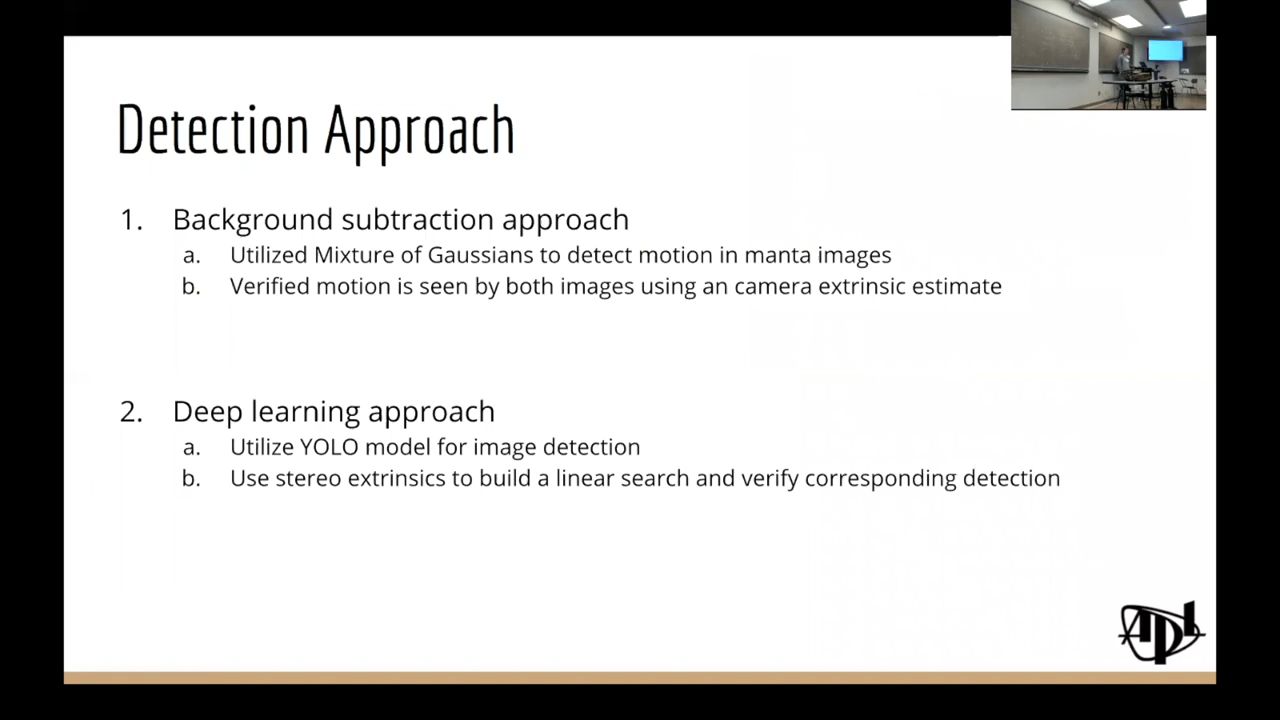 Detection Approach
1. Background subtraction approach
a. Utilized Mixture of Gaussians to detect motion in manta images
b. Verified motion is seen by both images using an camera extrinsic estimate
2. Deep learning approach
a. Utilize YOLO model for image detection
b. Use stereo extrinsics to build a linear search and verify corresponding detection
APL